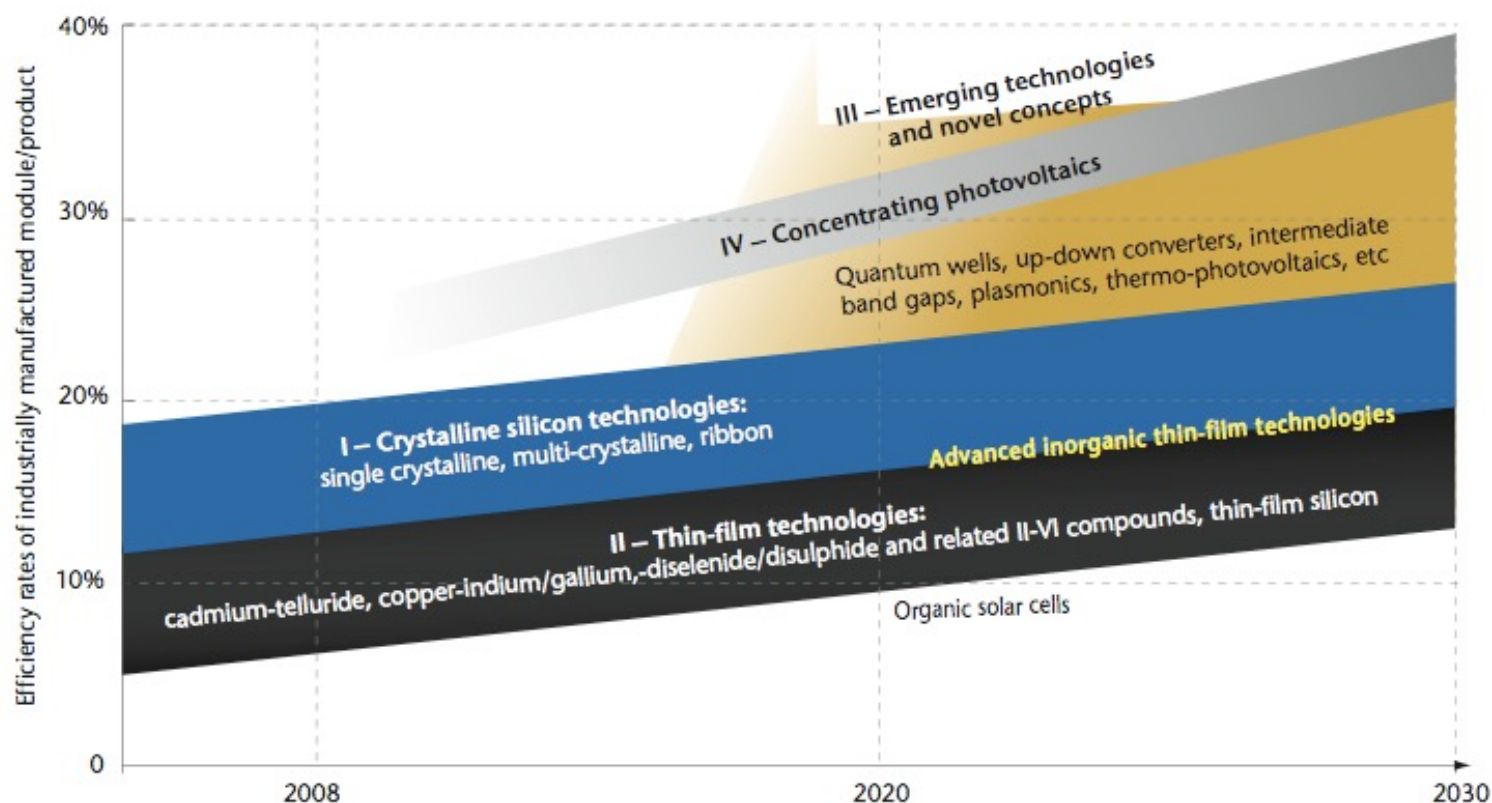 40%
30%
20%
10%
0
Efficiency rates of industrially manufactured module/product
III – Emerging technologies
and novel concepts
IV – Concentrating photovoltaics
Quantum wells, up-down converters, intermediate
band gaps, plasmonics, thermo-photovoltaics, etc
I – Crystalline silicon technologies:
single crystalline, multi-crystalline, ribbon
Advanced inorganic thin-film technologies
II – Thin-film technologies:
cadmium-telluride, copper-indium/gallium,-diselenide/disulphide and related II-VI compounds, thin-film silicon
Organic solar cells
2008
2020
2030